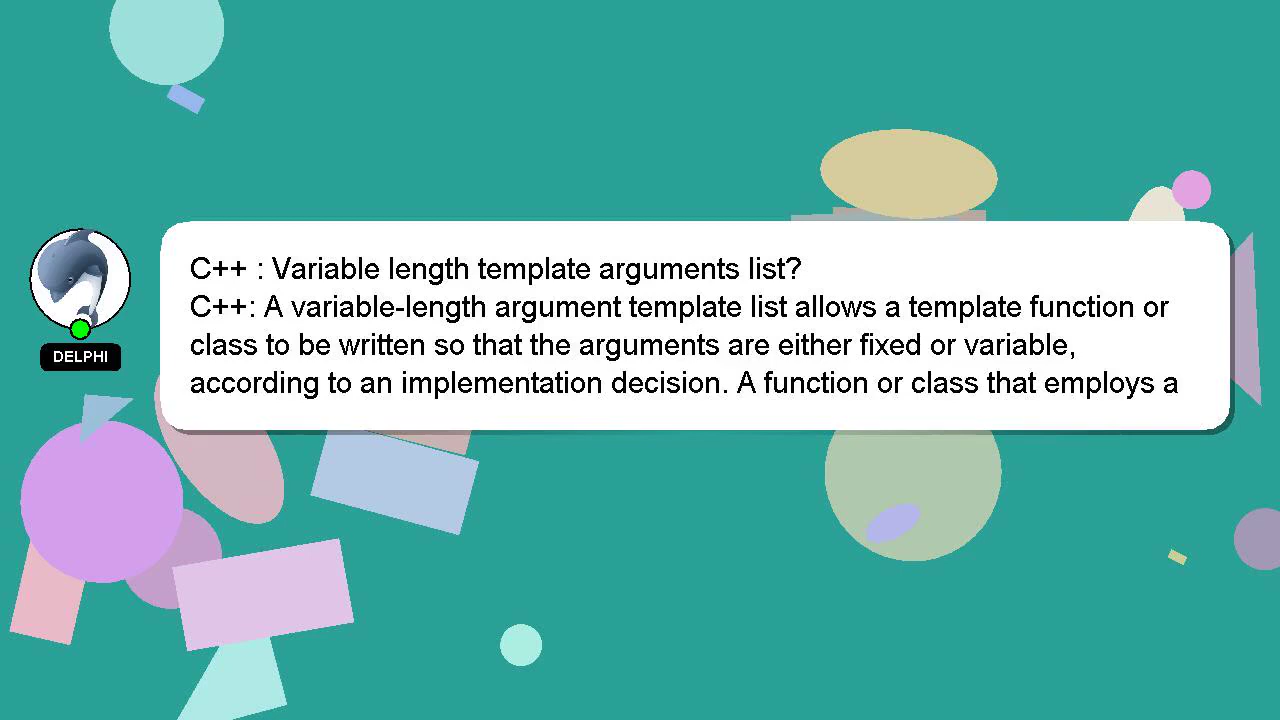 C++ : Variable length template arguments list?
C++: A variable-length argument template list allows a template function or
class to be written so that the arguments are either fixed or variable,
according to an implementation decision. A function or class that employs a
DELPHI